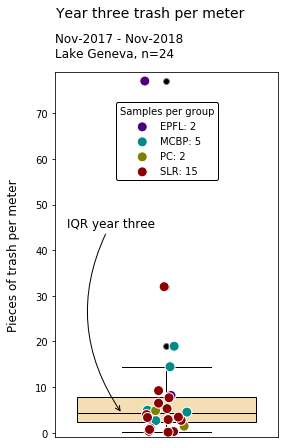 Year three trash per meter
Nov-2017 - Nov-2018
Lake Geneva, n=24
Pieces of trash per meter
70
60
50
40
30
20
10
0
Samples per group
EPFL: 2
MCBP: 5
PC: 2
SLR: 15
IQR year three